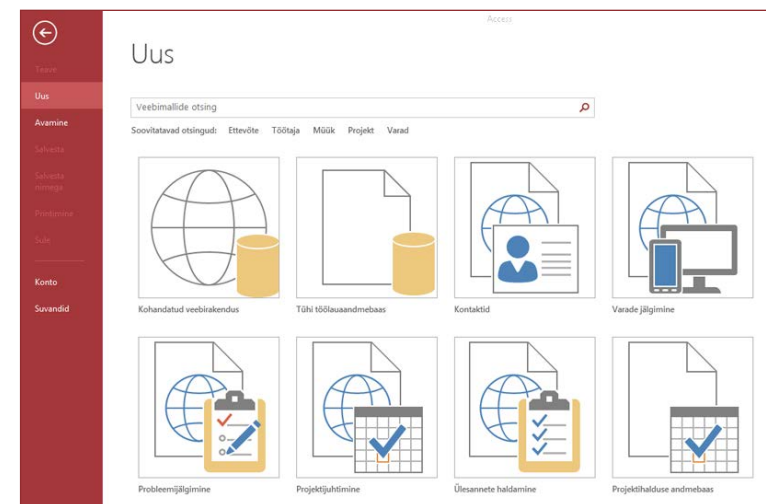 Access
Teave
Uus
Avamine
Salvesta
Salvesta
nimega
Printimine
Sule
Konto
Suvandid
Uus
Veebimallide otsing
Soovitatavad otsingud: Ettevõte Töötaja Müük Projekt Varad
Kohandatud veebirakendus
Tühi töölauaandmebaas
Kontaktid
Varade jälgimine
Probleemijälgimine
Projektijuhtimine
Ülesannete haldamine
Projektihalduse andmebaas